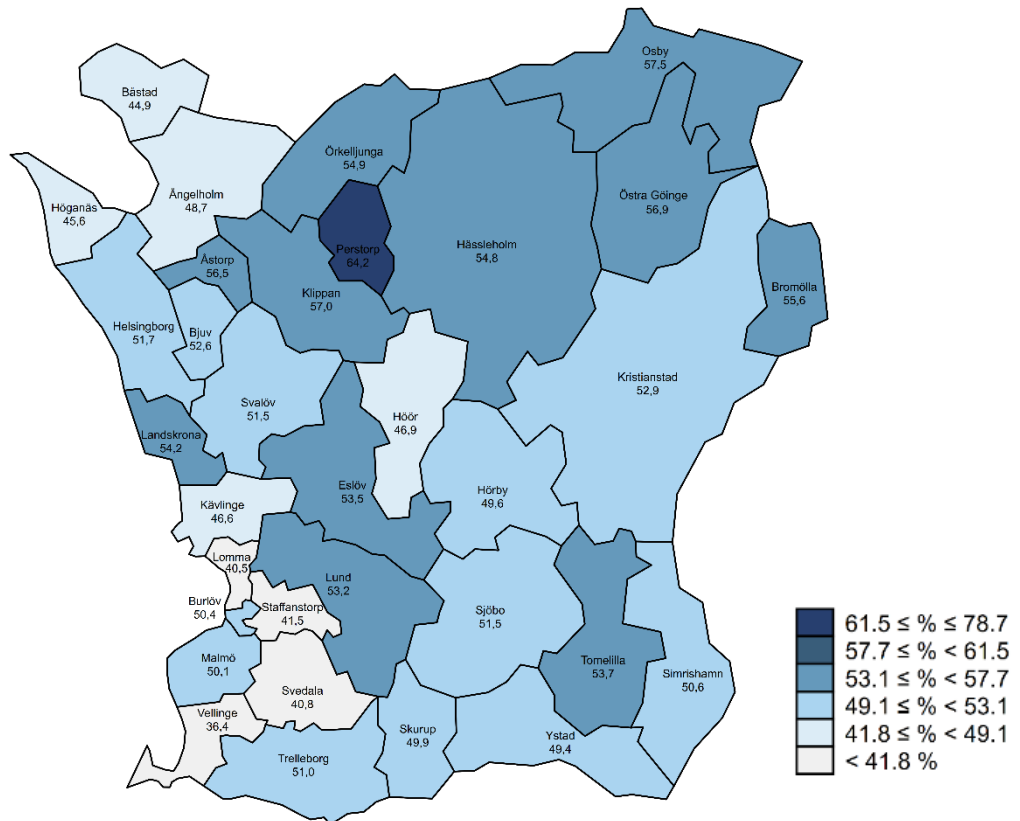 Osby
57,5
Båstad
44,9
Örkelljunga
54,9
Ängelholm
48,7
Östra Göinge
56,9
Höganäs
45,6
Perstorp
64,2
Hässleholm
54,8
Åstorp
56,5
Klippan
57,0
Bromölla
55,6
Helsingborg
51,7
Bjuv
52,6
Kristianstad
52,9
Svalöv
51,5
Höör
46,9
Landskrona
54,2
Eslöv
53,5
Hörby
49,6
Kävlinge
46,6
Lomma
40,5
Lund
53,2
Burlöv
50,4
Staffanstorp
41,5
Sjöbo
51,5
Malmö
50,1
Tomelilla
53,7
Simrishamn
50,6
Svedala
40,8
Vellinge
36,4
Skurup
49,9
Ystad
49,4
Trelleborg
51,0
61.5 ≤ % ≤ 78.7
57.7 ≤ % < 61.5
53.1 ≤ % < 57.7
49.1 ≤ % < 53.1
41.8 ≤ % < 49.1
< 41.8 %